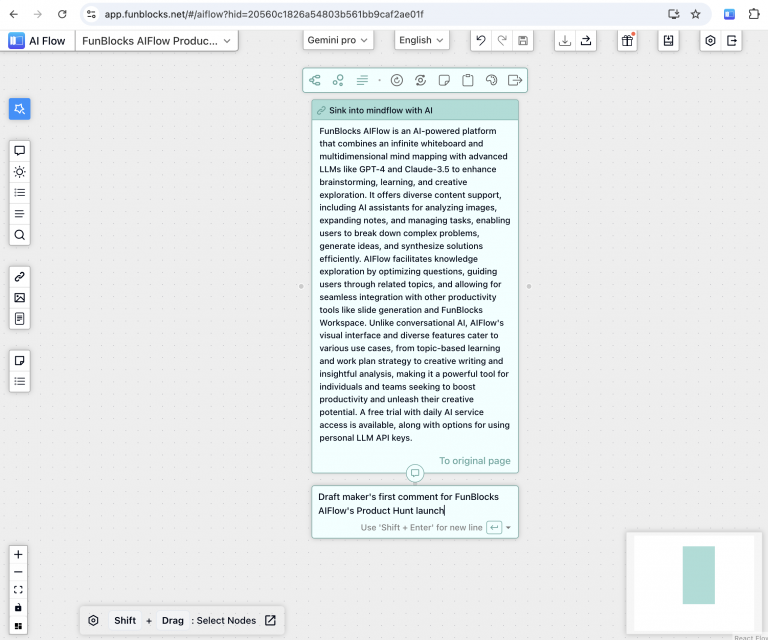 app.funblocks.net/#/aiflow?hid=20560c1826a54803b561bb9caf2ae01f
AI Flow
FunBlocks AIFlow Produc...
Gemini pro
English
Sink into mindflow with AI
FunBlocks AIFlow is an AI-powered platform
that combines an infinite whiteboard and
multidimensional mind mapping with advanced
LLMs like GPT-4 and Claude-3.5 to enhance
brainstorming, learning, and creative
exploration. It offers diverse content support,
including AI assistants for analyzing images,
expanding notes, and managing tasks, enabling
users to break down complex problems,
generate ideas, and synthesize solutions
efficiently. AIFlow facilitates knowledge
exploration by optimizing questions, guiding
users through related topics, and allowing for
seamless integration with other productivity
tools like slide generation and FunBlocks
Workspace. Unlike conversational AI, AIFlow's
visual interface and diverse features cater to
various use cases, from topic-based learning
and work plan strategy to creative writing and
insightful analysis, making it a powerful tool for
individuals and teams seeking to boost
productivity and unleash their creative
potential. A free trial with daily AI service
access is available, along with options for using
personal LLM API keys.
To original page
Draft maker's first comment for FunBlocks
AIFlow's Product Hunt launch
Use 'Shift + Enter' for new line
Shift + Drag : Select Nodes
React Flo